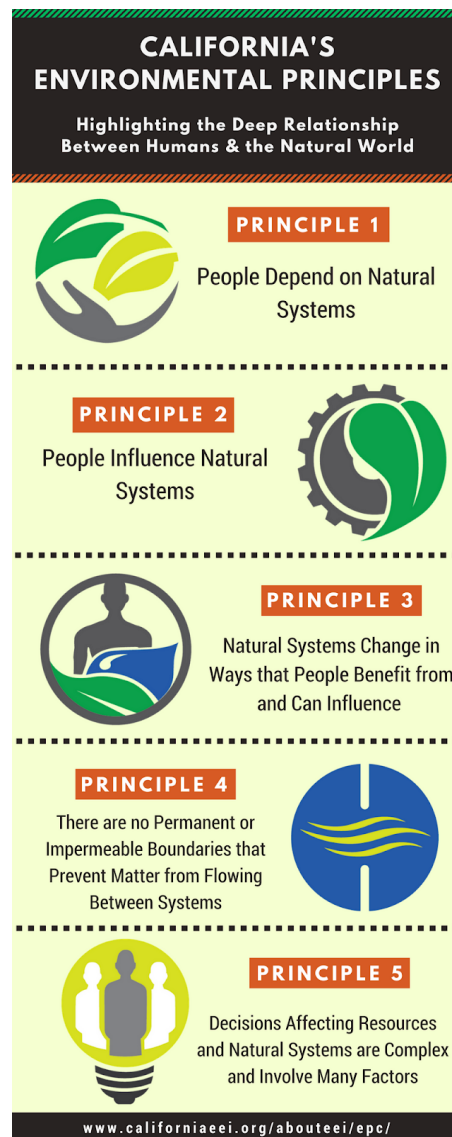 CALIFORNIA'S
ENVIRONMENTAL PRINCIPLES
Highlighting the Deep Relationship
Between Humans & the Natural World
PRINCIPLE 1
People Depend on Natural
Systems
PRINCIPLE 2
People Influence Natural
Systems
PRINCIPLE 3
Natural Systems Change in
Ways that People Benefit from
and Can Influence
PRINCIPLE 4
There are no Permanent or
Impermeable Boundaries that
Prevent Matter from Flowing
Between Systems
PRINCIPLE 5
Decisions Affecting Resources
and Natural Systems are Complex
and Involve Many Factors
www.californiaeei.org/abouteei/epc/